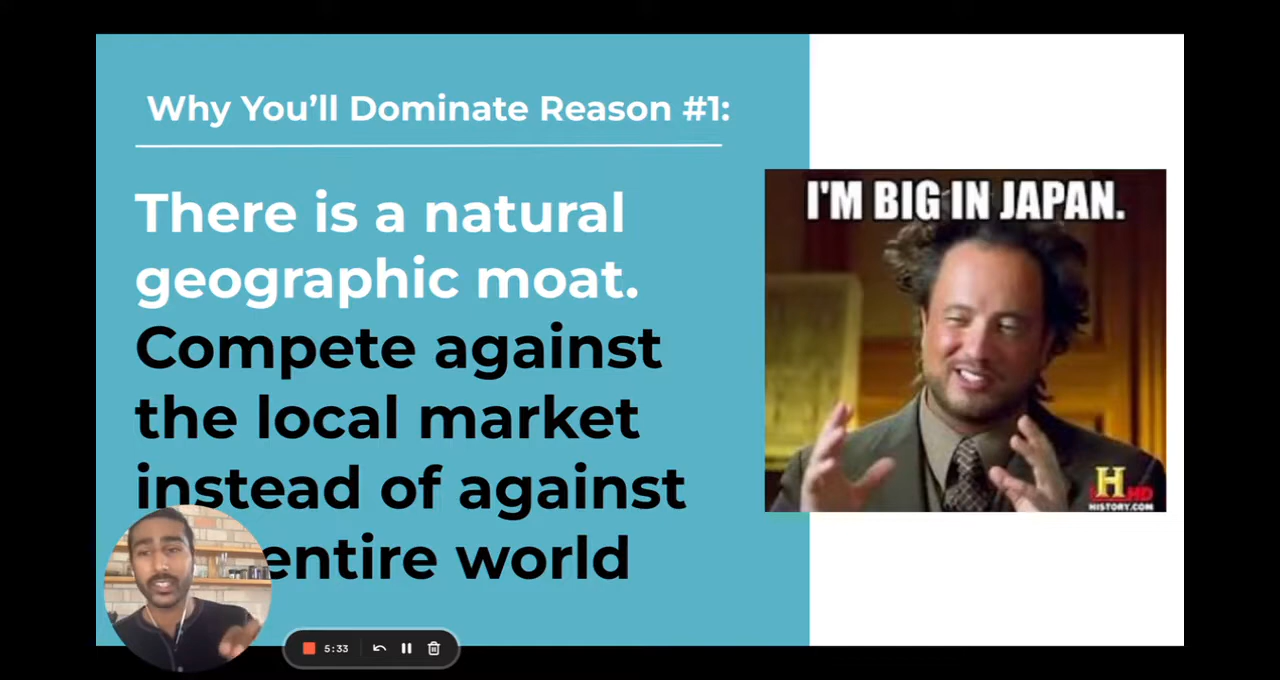 Why You'll Dominate Reason #1:
There is a natural
geographic moat.
Compete against
the local market
instead of against
entire world
I'M BIG IN JAPAN.
H HD
HISTORY.COM
5:33